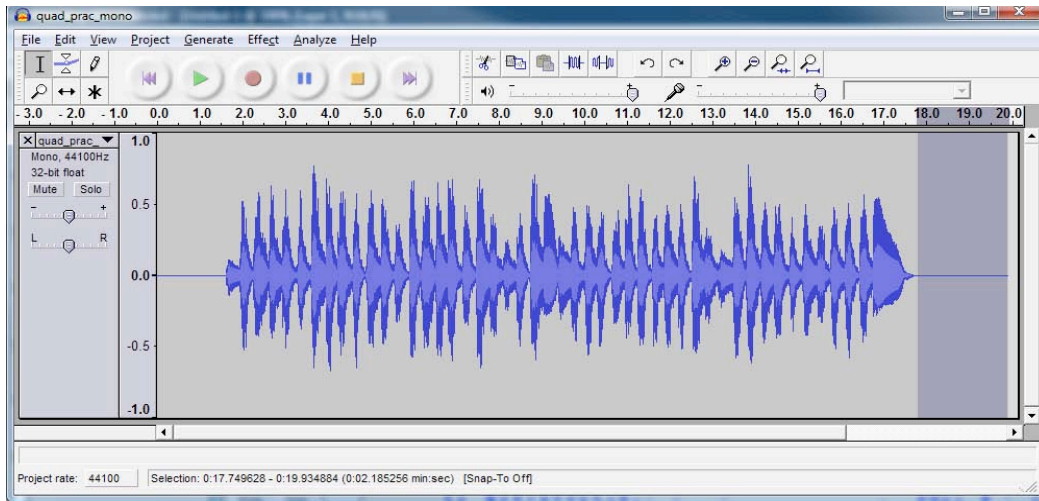 quad_prac_mono
File Edit View Project Generate Effect Analyze Help
- 3.0 - 2.0 - 1.0 0.0 1.0 2.0 3.0 4.0 5.0 6.0 7.0 8.0 9.0 10.0 11.0 12.0 13.0 14.0 15.0 16.0 17.0 18.0 19.0 20.0
X quad_prac_
Mono, 44100Hz
32-bit float
Mute Solo
- +
L R
1.0
0.5
0.0
-0.5
-1.0
Project rate: 44100 Selection: 0:17.749628 - 0:19.934884 (0:02.185256 min:sec) [Snap-To Off]